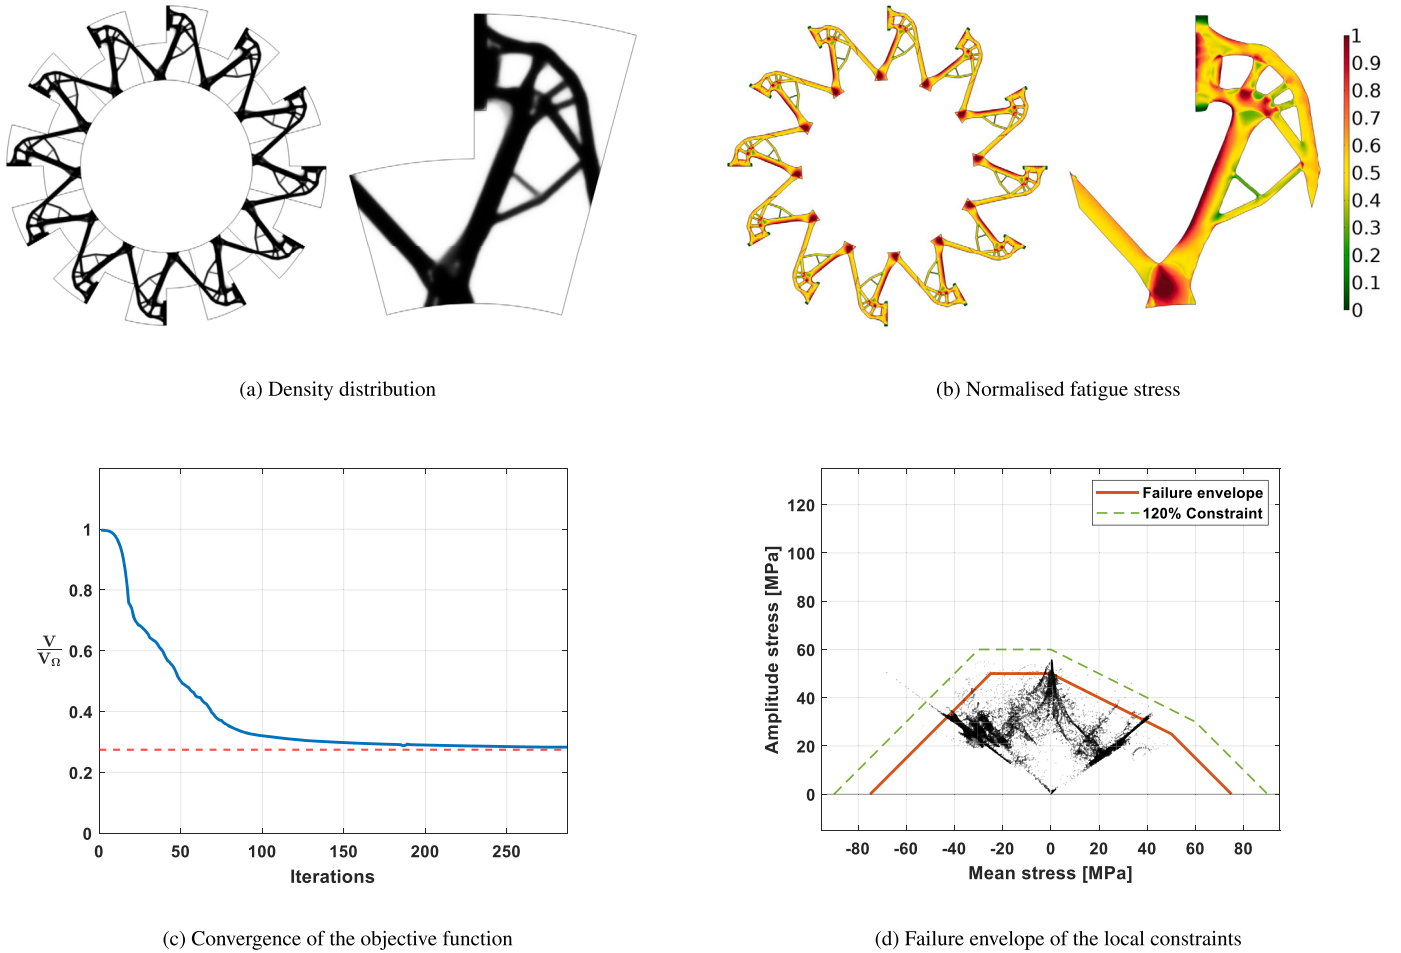 1
0.9
0.8
0.7
0.6
0.5
0.4
0.3
0.2
0.1
0
(a) Density distribution
(b) Normalised fatigue stress
1
0.8
0.6
0.4
0.2
0
V
VΩ
0 50 100 150 200 250
Iterations
(c) Convergence of the objective function
Failure envelope
120% Constraint
120
100
80
60
40
20
0
Amplitude stress [MPa]
-80 -60 -40 -20 0 20 40 60 80
Mean stress [MPa]
(d) Failure envelope of the local constraints